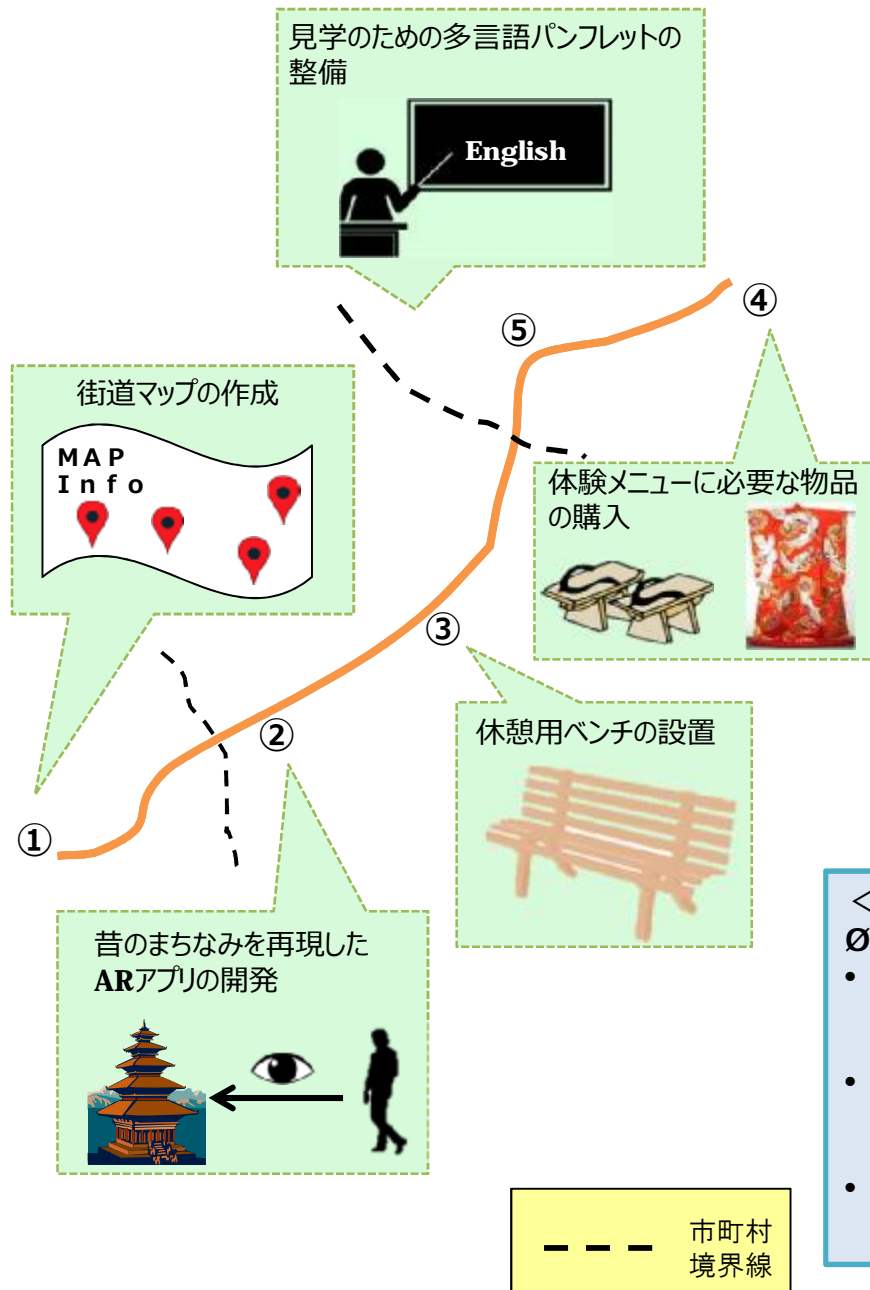 見学のための多言語パンフレットの
整備
English
④
⑤
街道マップの作成
MAP
Info
体験メニューに必要な物品
の購入
③
②
休憩用ベンチの設置
①
昔のまちなみを再現した
ARアプリの開発
<
Ø
•
•
•
市町村
境界線